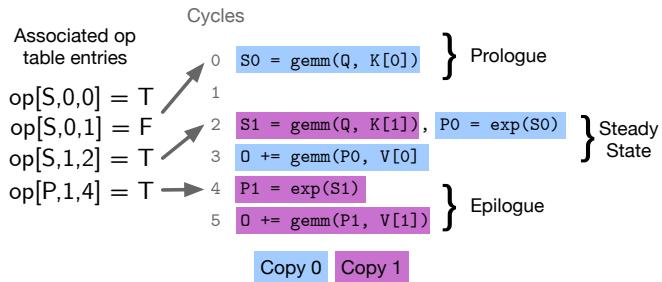 Cycles
Associated op
table entries
op[S,0,0] = T
op[S,0,1] = F
op[S,1,2] = T
op[P,1,4] = T
0 S0 = gemm(Q, K[0])
1
2 S1 = gemm(Q, K[1]), P0 = exp(S0)
3 O += gemm(P0, V[0]
4 P1 = exp(S1)
5 O += gemm(P1, V[1])
Prologue
Steady
State
Epilogue
Copy 0 Copy 1